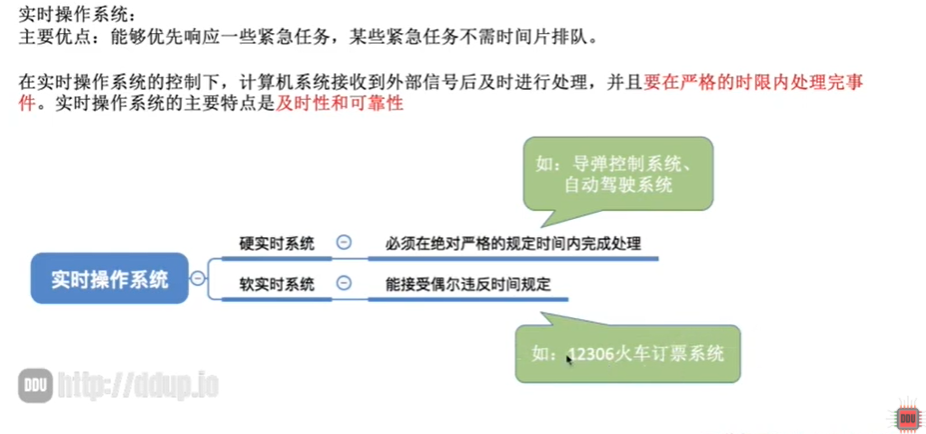 实时操作系统：
主要优点：能够优先响应一些紧急任务，某些紧急任务不需时间片排队。
在实时操作系统的控制下，计算机系统接收到外部信号后及时进行处理，并且要在严格的时限内处理完事
件。实时操作系统的主要特点是及时性和可靠性
如：导弹控制系统、
自动驾驶系统
硬实时系统 必须在绝对严格的规定时间内完成处理
实时操作系统
软实时系统 能接受偶尔违反时间规定
如：12306火车订票系统
DDU http://ddup.io
DDU